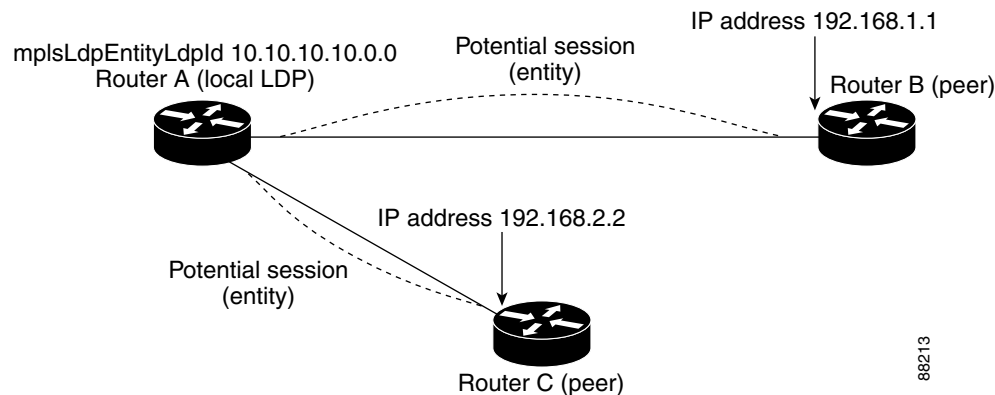 IP address 192.168.1.1
mplsLdpEntityLdpId 10.10.10.10.0.0
Router A (local LDP)
Potential session
(entity)
Router B (peer)
IP address 192.168.2.2
Potential session
(entity)
Router C (peer)
88213